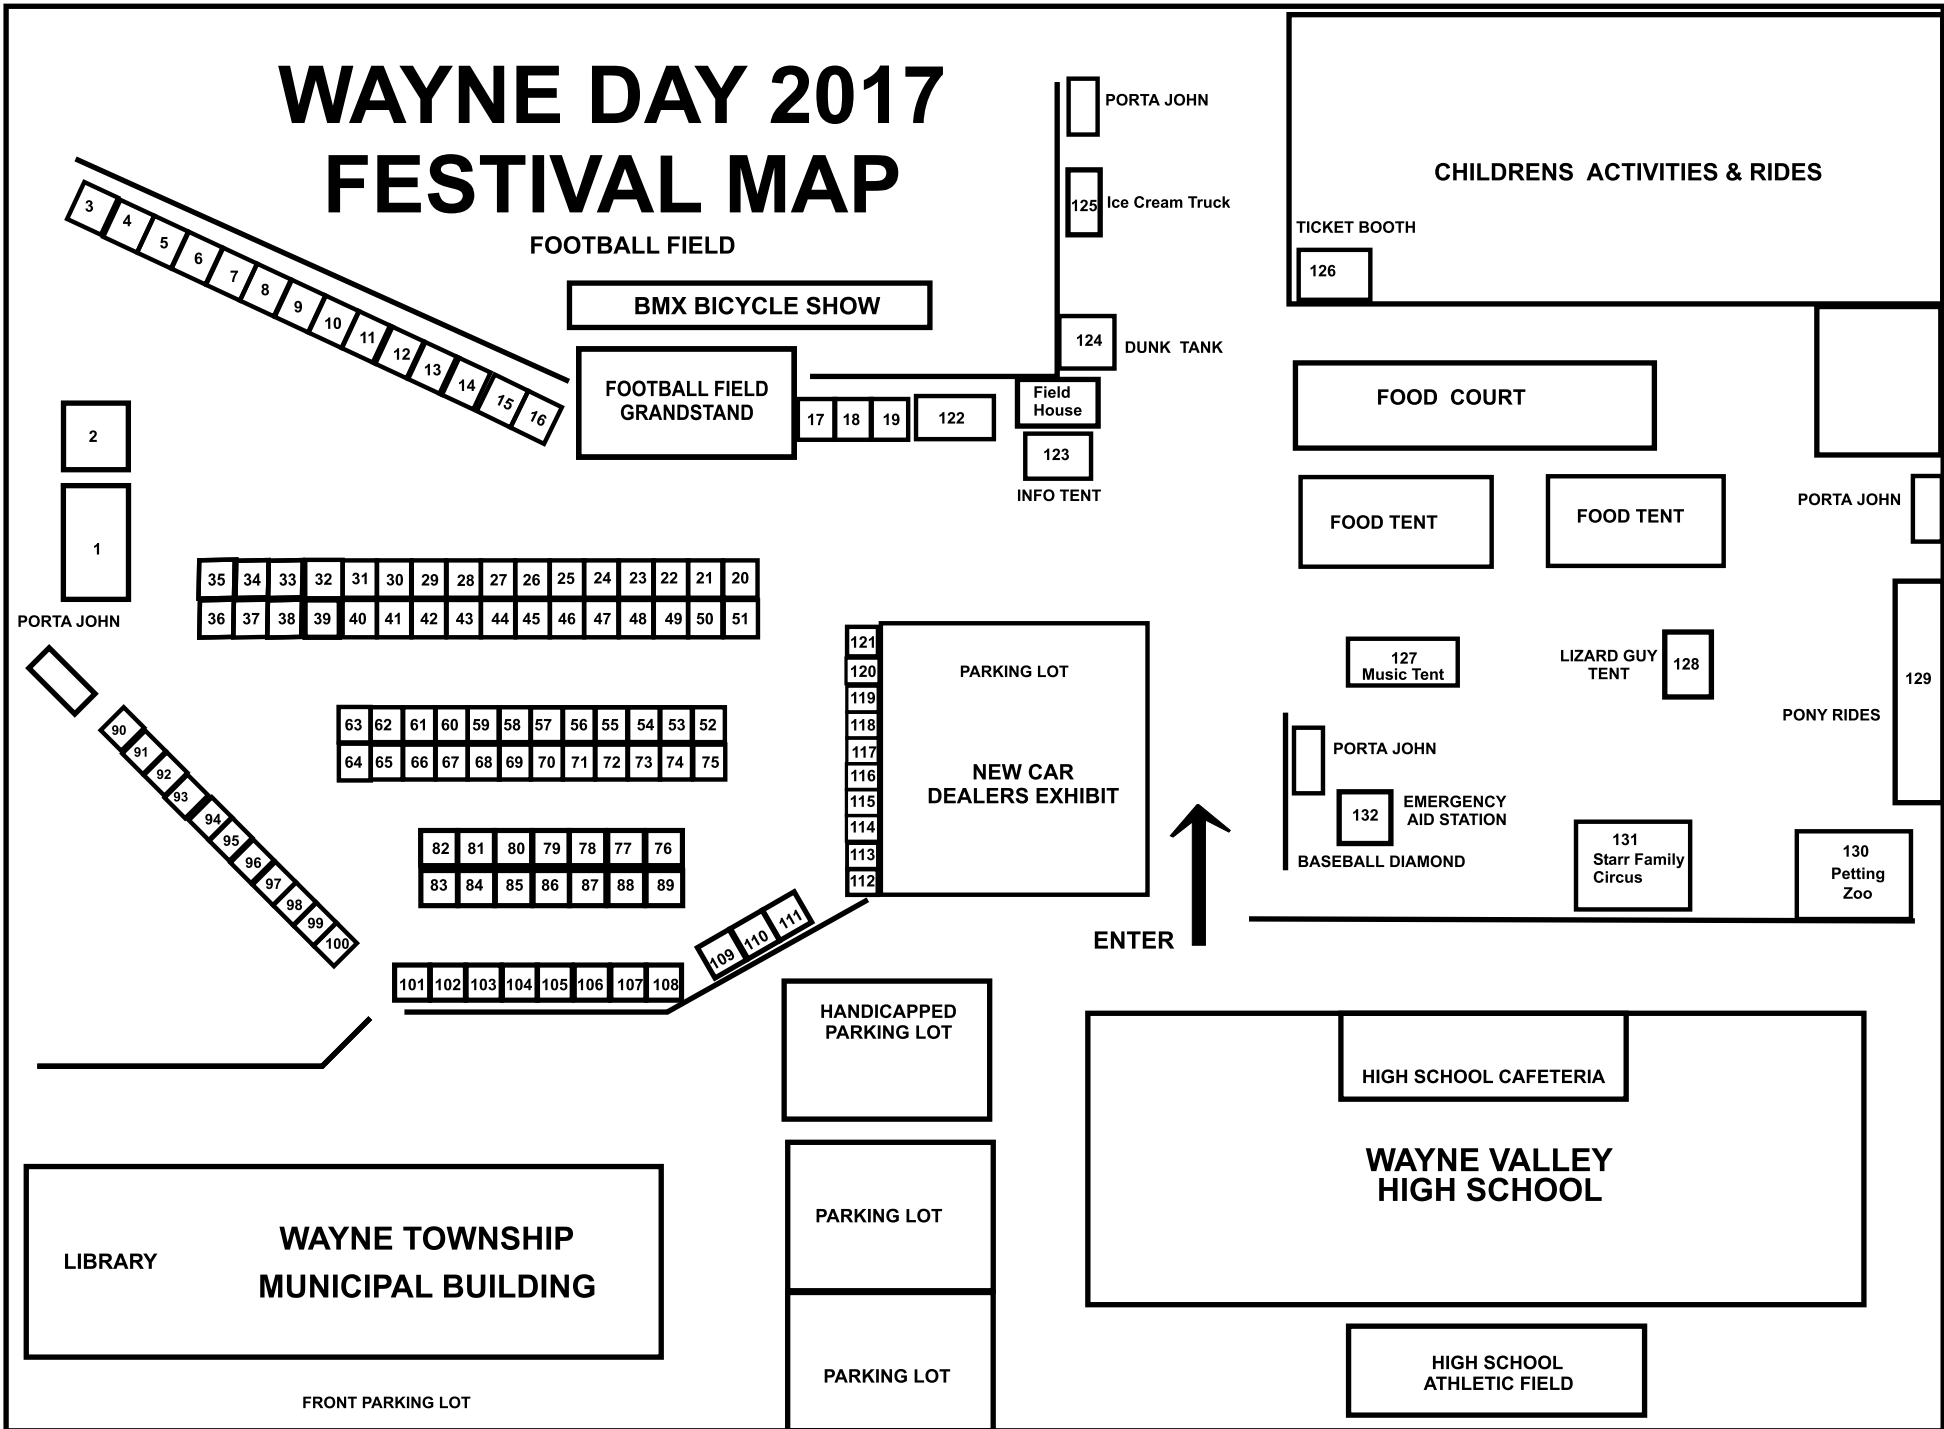 WAYNE DAY 2017
FESTIVAL MAP
FOOTBALL FIELD
BMX BICYCLE SHOW
FOOTBALL FIELD
GRANDSTAND
3
4
5
6
7
8
9
10
11
12
13
14
15
16
17 18 19 122
PORTA JOHN
125 Ice Cream Truck
124 DUNK TANK
Field
House
123
INFO TENT
CHILDRENS ACTIVITIES & RIDES
TICKET BOOTH
126
FOOD COURT
FOOD TENT
FOOD TENT
PORTA JOHN
2
1
PORTA JOHN
35 34 33 32 31 30 29 28 27 26 25 24 23 22 21 20
36 37 38 39 40 41 42 43 44 45 46 47 48 49 50 51
63 62 61 60 59 58 57 56 55 54 53 52
64 65 66 67 68 69 70 71 72 73 74 75
82 81 80 79 78 77 76
83 84 85 86 87 88 89
90
91
92
93
94
95
96
97
98
99
100
101 102 103 104 105 106 107 108
109 110 111
121
120
119
118
117
116
115
114
113
112
PARKING LOT
NEW CAR
DEALERS EXHIBIT
127
Music Tent
LIZARD GUY
TENT
128
129
PONY RIDES
PORTA JOHN
132
EMERGENCY
AID STATION
BASEBALL DIAMOND
131
Starr Family
Circus
130
Petting
Zoo
ENTER
HANDICAPPED
PARKING LOT
PARKING LOT
PARKING LOT
HIGH SCHOOL CAFETERIA
WAYNE VALLEY
HIGH SCHOOL
HIGH SCHOOL
ATHLETIC FIELD
LIBRARY
WAYNE TOWNSHIP
MUNICIPAL BUILDING
FRONT PARKING LOT